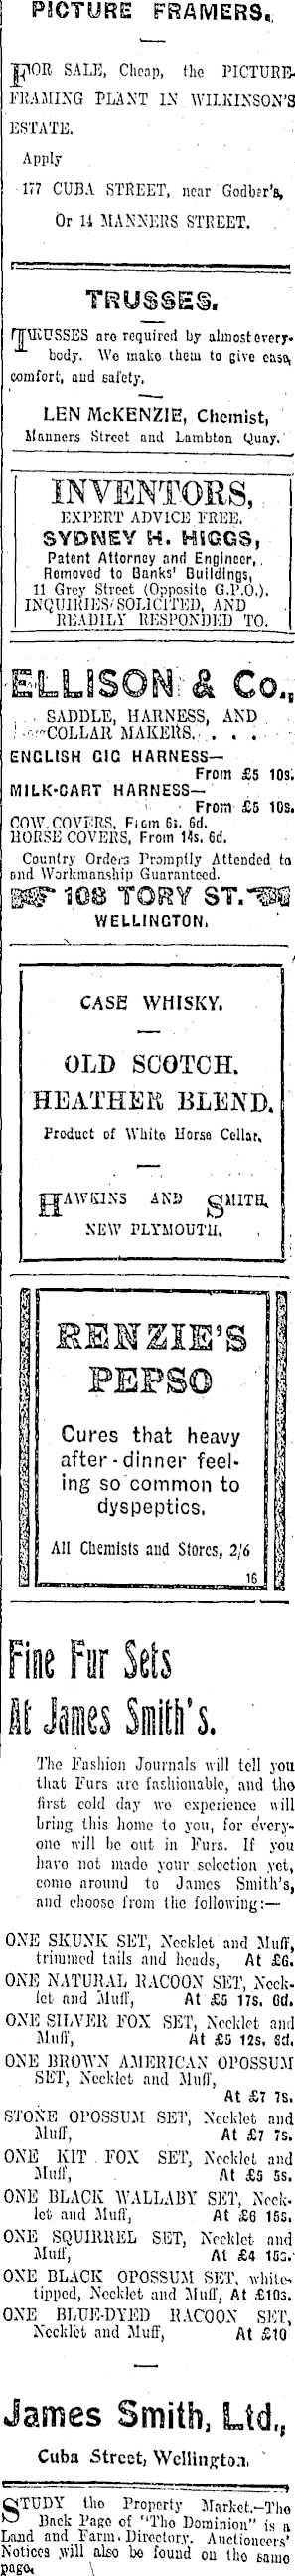 PICTURE FRAMERS.
FOR SALE, Cheap, the PICTURE-
FRAMING PLANT IN WILKINSON'S
ESTATE.
Apply
177 CUBA STREET, near Godber's,
Or 14 MANNERS STREET.
TRUSSES.
TRUSSES are required by almost every-
body. We make them to give ease,
comfort, and safety.
LEN McKENZIE, Chemist,
Manners Street and Lambton Quay.
INVENTORS,
EXPERT ADVICE FREE.
SYDNEY H. HIGGS,
Patent Attorney and Engineer,
Removed to Banks' Buildings,
11 Grey Street (Opposite G.P.O.).
INQUIRIES SOLICITED, AND
READILY RESPONDED TO.
ELLISON & Co.,
SADDLE, HARNESS, AND
COLLAR MAKERS. . . .
ENGLISH GIG HARNESS—
From £5 10s.
MILK-CART HARNESS—
From £5 10s.
COW COVERS, From 6s. 6d.
HORSE COVERS, From 14s. 6d.
Country Orders Promptly Attended to
and Workmanship Guaranteed.
108 TORY ST.
WELLINGTON.
CASE WHISKY.
OLD SCOTCH.
HEATHER BLEND.
Product of White Horse Cellar.
HAWKINS AND SMITH,
NEW PLYMOUTH.
RENZIE'S
PEPSO
Cures that heavy
after-dinner feel-
ing so common to
dyspeptics.
All Chemists and Stores, 2/6
16
Fine Fur Sets
At James Smith's.
The Fashion Journals will tell you
that Furs are fashionable, and the
first cold day we experience will
bring this home to you, for every-
one will be out in Furs. If you
have not made your selection yet,
come around to James Smith's,
and choose from the following:—
ONE SKUNK SET, Necklet and Muff,
trimmed tails and heads, At £6.
ONE NATURAL RACOON SET, Neck-
let and Muff, At £5 17s. 6d.
ONE SILVER FOX SET, Necklet and
Muff, At £5 12s. 6d.
ONE BROWN AMERICAN OPOSSUM
SET, Necklet and Muff,
At £7 7s.
STONE OPOSSUM SET, Necklet and
Muff, At £7 7s.
ONE KIT FOX SET, Necklet and
Muff, At £5 5s.
ONE BLACK WALLABY SET, Neck-
let and Muff, At £6 15s.
ONE SQUIRREL SET, Necklet and
Muff, At £4 15s.
ONE BLACK OPOSSUM SET, white-
tipped, Necklet and Muff, At £10s.
ONE BLUE-DYED RACOON SET,
Necklet and Muff, At £10
James Smith, Ltd.,
Cuba Street, Wellington.
STUDY the Property Market.—The
Back Page of "The Dominion" is a
Land and Farm Directory. Auctioneers'
Notices will also be found on the same
page.